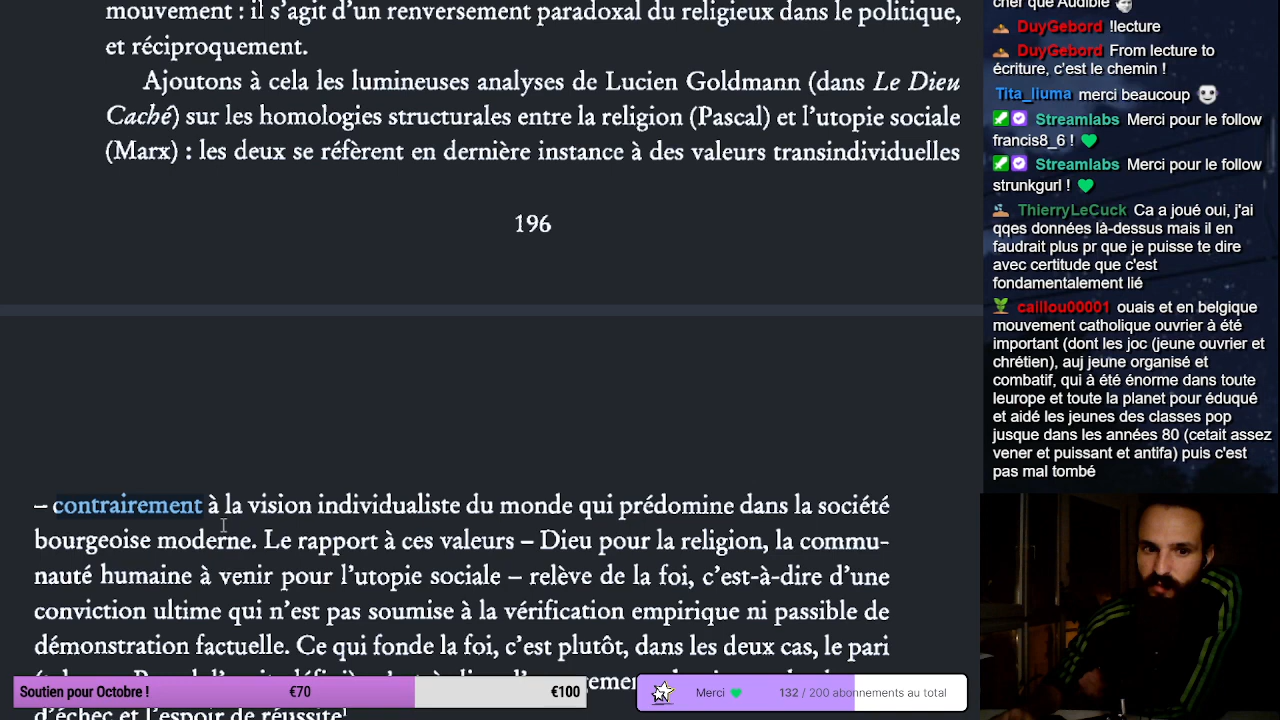 mouvement : il s'agit d'un renversement paradoxal du religieux dans le politique,
et réciproquement.
Ajoutons à cela les lumineuses analyses de Lucien Goldmann (dans Le Dieu
Caché) sur les homologies structurales entre la religion (Pascal) et l'utopie sociale
(Marx) : les deux se réfèrent en dernière instance à des valeurs transindividuelles
196
– contrairement à la vision individualiste du monde qui prédomine dans la société
bourgeoise moderne. Le rapport à ces valeurs – Dieu pour la religion, la commu-
nauté humaine à venir pour l'utopie sociale – relève de la foi, c'est-à-dire d'une
conviction ultime qui n'est pas soumise à la vérification empirique ni passible de
démonstration factuelle. Ce qui fonde la foi, c'est plutôt, dans les deux cas, le pari
d'échec et l'espoir de réussite¹
Soutien pour Octobre ! €70 €100
Merci 132 / 200 abonnements au total
cher que Audible
DuyGebord !lecture
DuyGebord From lecture to
écriture, c'est le chemin !
Tita_liuma merci beaucoup
Streamlabs Merci pour le follow
francis8_6 !
Streamlabs Merci pour le follow
strunkgurl !
ThierryLeCuck Ca a joué oui, j'ai
qqes données là-dessus mais il en
faudrait plus pr que je puisse te dire
avec certitude que c'est
fondamentalement lié
caillou00001 ouais et en belgique
mouvement catholique ouvrier à été
important (dont les joc (jeune ouvrier et
chrétien), auj jeune organisé et
combatif, qui à été énorme dans toute
leurope et toute la planet pour éduqué
et aidé les jeunes des classes pop
jusque dans les années 80 (cetait assez
vener et puissant et antifa) puis c'est
pas mal tombé